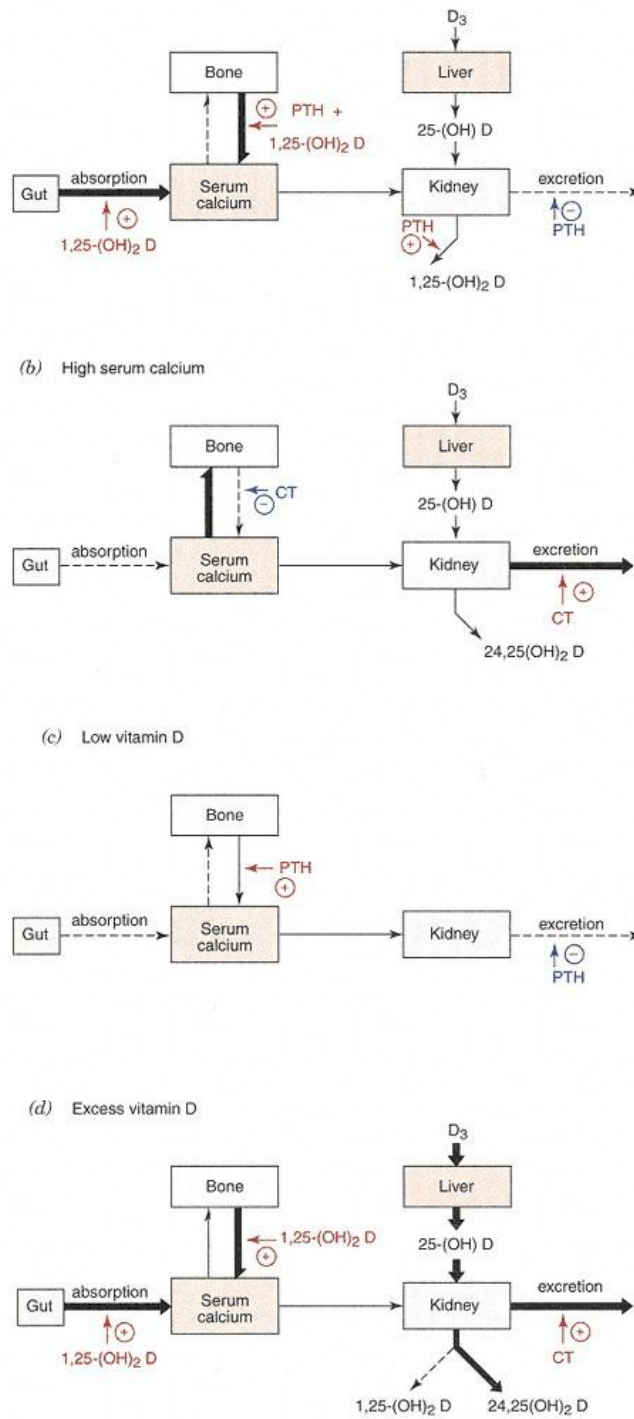 D₃
Bone
Liver
⊕ PTH +
1,25-(OH)₂ D
25-(OH) D
absorption
Gut
Serum
calcium
Kidney
excretion
⊕
1,25-(OH)₂ D
PTH
⊕
⊖
PTH
1,25-(OH)₂ D
(b) High serum calcium
D₃
Bone
Liver
CT
⊖
25-(OH) D
absorption
Gut
Serum
calcium
Kidney
excretion
⊕
CT
24,25(OH)₂ D
(c) Low vitamin D
Bone
PTH
⊕
absorption
Gut
Serum
calcium
Kidney
excretion
⊖
PTH
(d) Excess vitamin D
D₃
Bone
Liver
1,25-(OH)₂ D
⊕
25-(OH) D
absorption
Gut
Serum
calcium
Kidney
excretion
⊕
1,25-(OH)₂ D
⊕
CT
1,25-(OH)₂ D
24,25(OH)₂ D